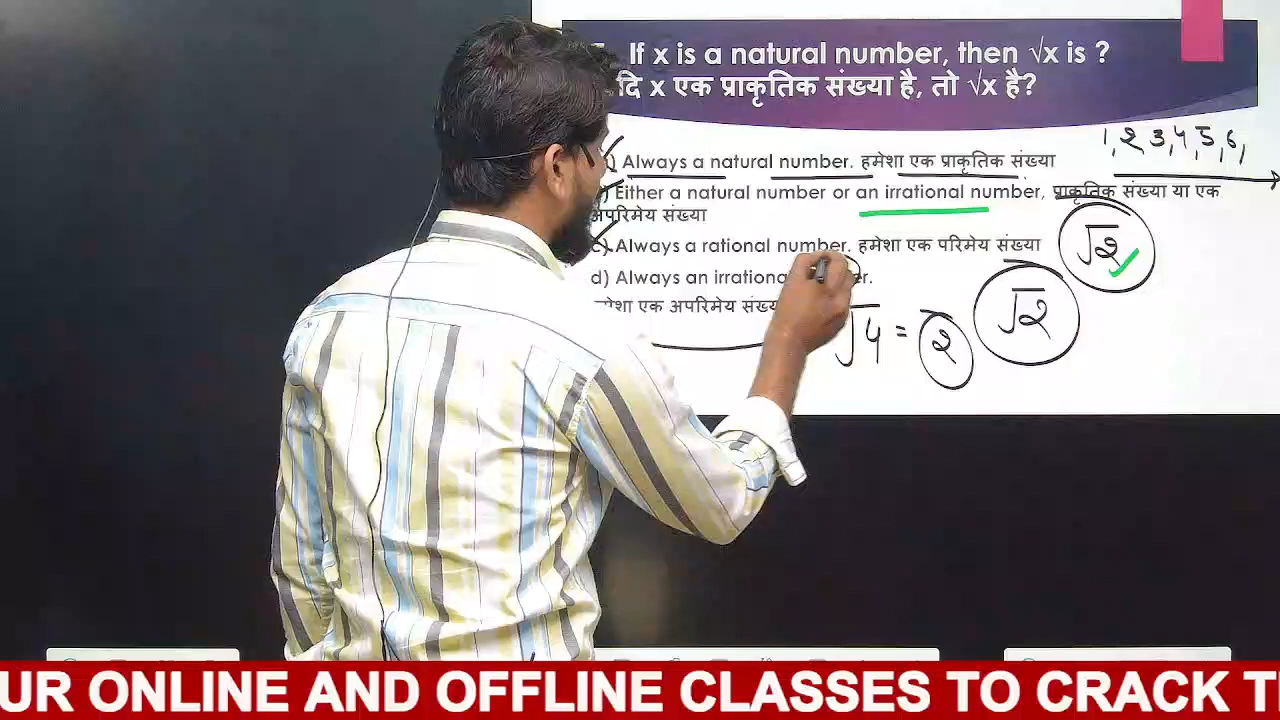 If x is a natural number, then √x is ?
दि x एक प्राकृतिक संख्या है, तो √x है?
1, 2 3, 4, 5, 6,
) Always a natural number. हमेशा एक प्राकृतिक संख्या
) Either a natural number or an irrational number, प्राकृतिक संख्या या एक
अपरिमेय संख्या
√2
c) Always a rational number. हमेशा एक परिमेय संख्या
d) Always an irrational
एक अपरिमेय
√4 = 2
√2
UR ONLINE AND OFFLINE CLASSES TO CRACK